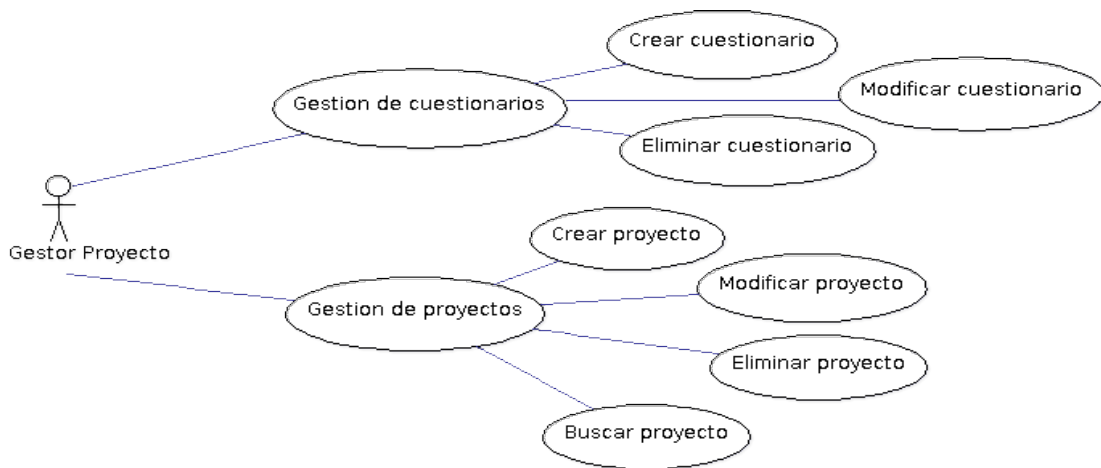 Crear cuestionario
Gestion de cuestionarios
Modificar cuestionario
Eliminar cuestionario
Gestor Proyecto
Crear proyecto
Gestion de proyectos
Modificar proyecto
Eliminar proyecto
Buscar proyecto